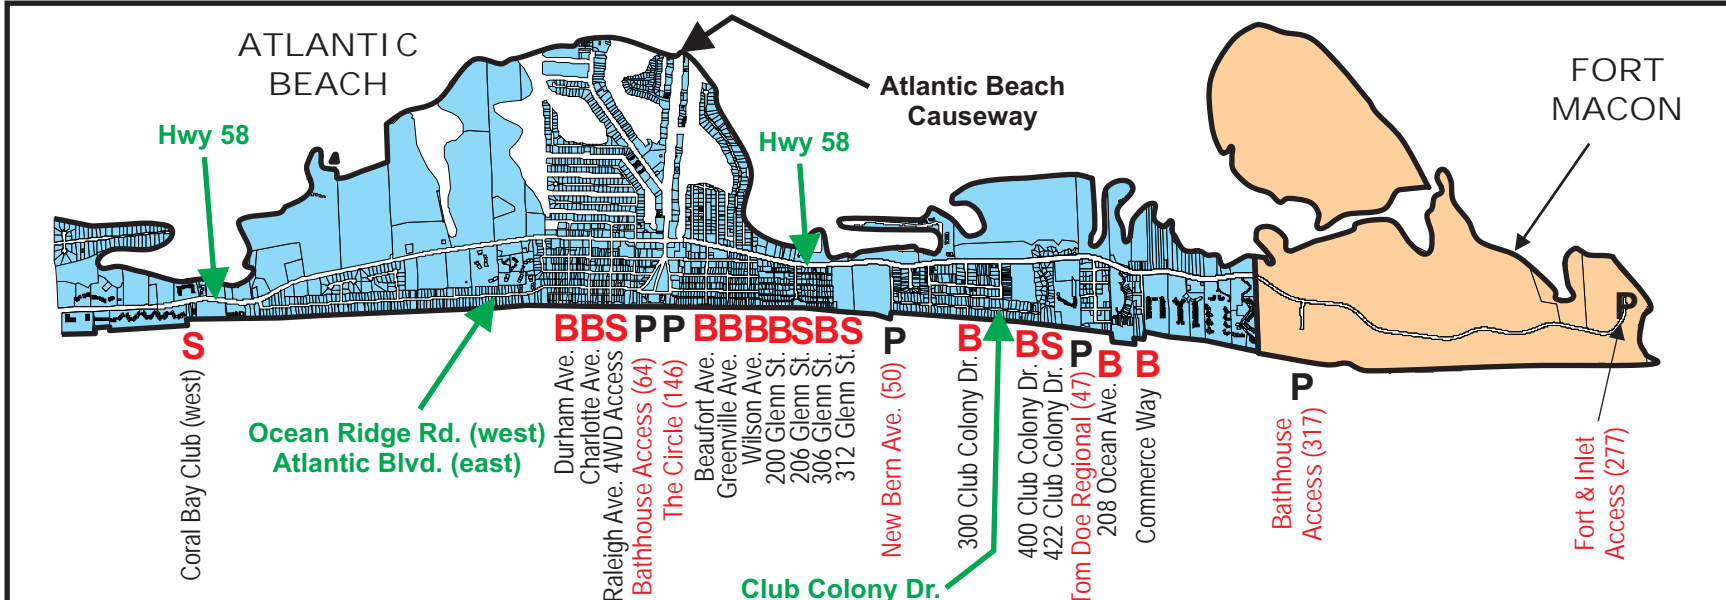 ATLANTIC
BEACH
Atlantic Beach
Causeway
FORT
MACON
Hwy 58
Hwy 58
S
B
B
S
P
P
B
B
B
B
S
B
S
P
B
B
S
P
B
B
P
P
Coral Bay Club (west)
Ocean Ridge Rd. (west)
Atlantic Blvd. (east)
Durham Ave.
Charlotte Ave.
Raleigh Ave. 4WD Access
Bathhouse Access (64)
The Circle (146)
Beaufort Ave.
Greenville Ave.
Wilson Ave.
200 Glenn St.
206 Glenn St.
306 Glenn St.
312 Glenn St.
New Bern Ave. (50)
300 Club Colony Dr.
Club Colony Dr.
400 Club Colony Dr.
422 Club Colony Dr.
Tom Doe Regional (47)
208 Ocean Ave.
Commerce Way
Bathhouse
Access (317)
Fort & Inlet
Access (277)